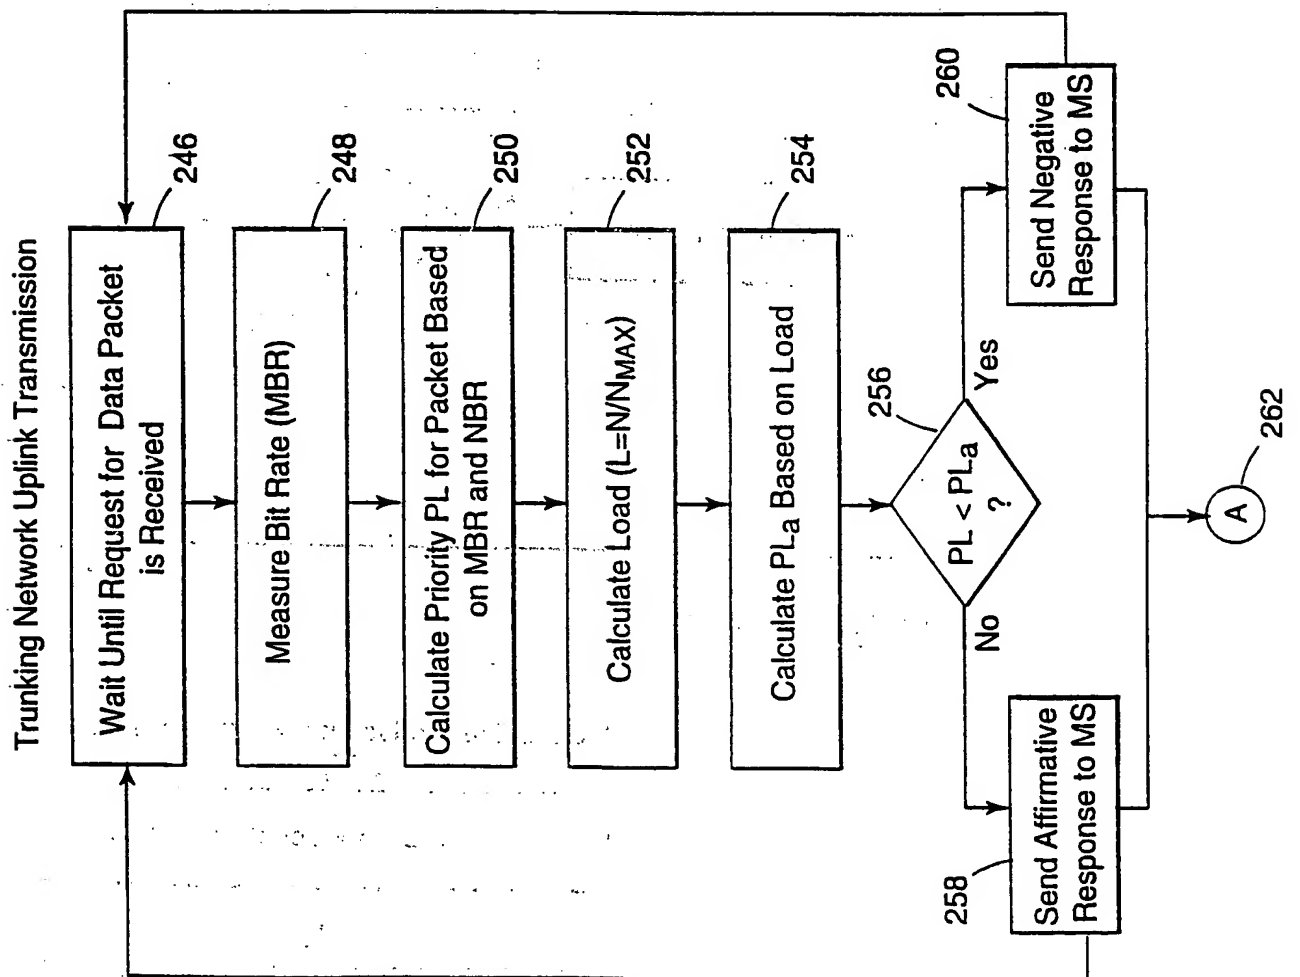 Trunking Network Uplink Transmission
Wait Until Request for Data Packet
is Received
246
Measure Bit Rate (MBR)
248
Calculate Priority PL for Packet Based
on MBR and NBR
250
Calculate Load (L=N/NMAX)
252
Calculate PLa Based on Load
254
PL < PLa
?
256
No
Yes
Send Affirmative
Response to MS
258
Send Negative
Response to MS
260
A
262